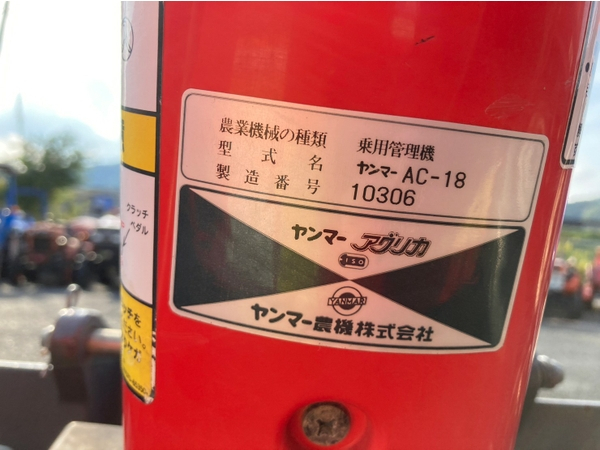 農業機械の種類 乗用管理機
型式名 ヤンマー AC-18
製造番号 10306
ヤンマー アグリカ
ISO
YANMAR
ヤンマー農機株式会社
クラッチ
ペダル